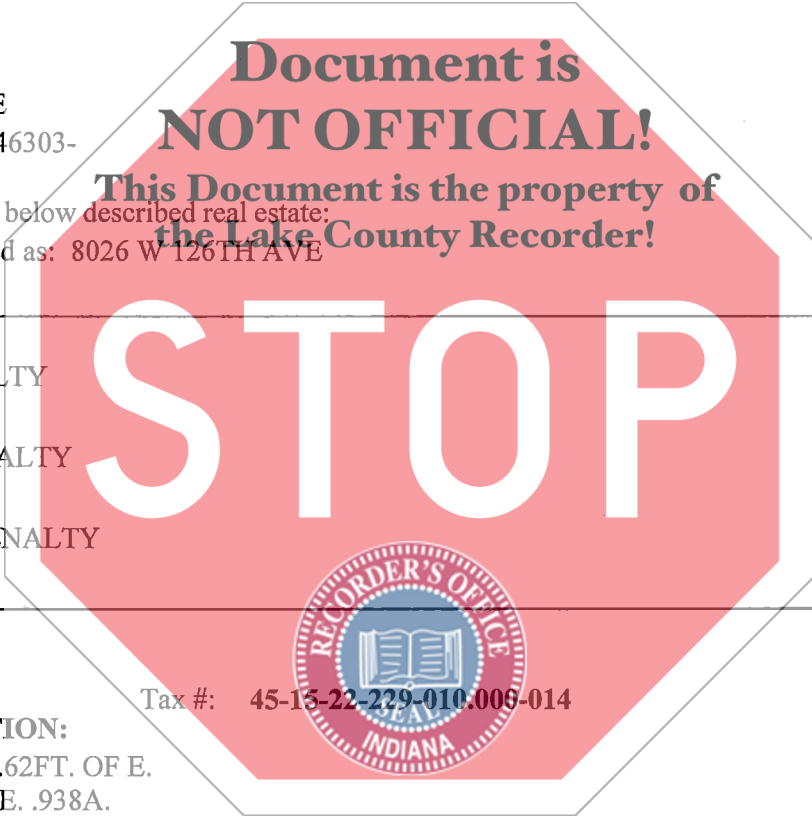 Document is
E
NOT OFFICIAL!
46303-
This Document is the property of
below described real estate:
the Lake County Recorder!
d as: 8026 W 126TH AVE
STOP
LTY
ALTY
NALTY
RECORDER'S OFFICE
SEAL
INDIANA
Tax #: 45-15-22-229-010.000-014
TION:
.62FT. OF E.
E. .938A.